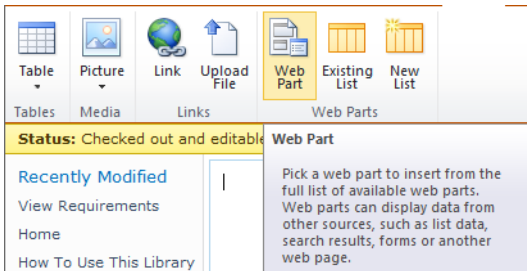 Table Picture Link Upload File Web Part Existing List New List
Tables Media Links Web Parts
Status: Checked out and editable
Web Part
Recently Modified
View Requirements
Home
How To Use This Library
Pick a web part to insert from the
full list of available web parts.
Web parts can display data from
other sources, such as list data,
search results, forms or another
web page.